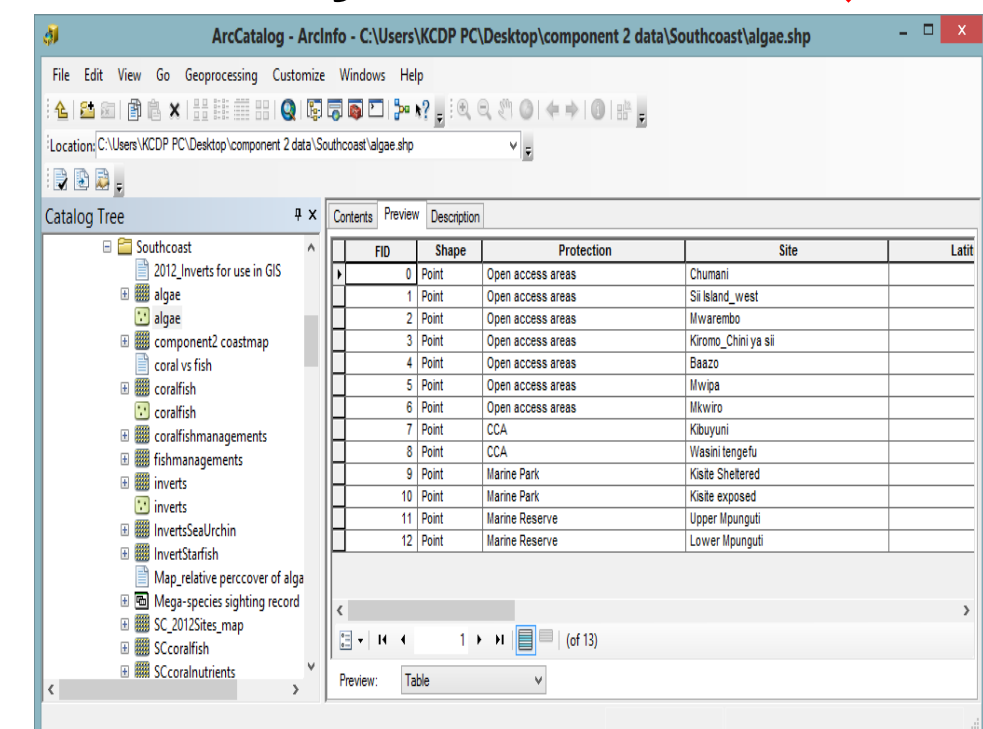 ArcCatalog - ArcInfo - C:\Users\KCDP PC\Desktop\component 2 data\Southcoast\algae.shp
File Edit View Go Geoprocessing Customize Windows Help
Location: C:\Users\KCDP PC\Desktop\component 2 data\Southcoast\algae.shp
Catalog Tree
Southcoast
2012_Inverts for use in GIS
algae
algae
component2 coastmap
coral vs fish
coralfish
coralfish
coralfishmanagements
fishmanagements
inverts
inverts
InvertsSeaUrchin
InvertStarfish
Map_relative perccover of alga
Mega-species sighting record
SC_2012Sites_map
SCcoralfish
SCcoralnutrients
Contents Preview Description
FID Shape Protection Site Latit
0 Point Open access areas Chumani
1 Point Open access areas Sii Island_west
2 Point Open access areas Mwarembo
3 Point Open access areas Kiromo_Chini ya sii
4 Point Open access areas Baazo
5 Point Open access areas Mwipa
6 Point Open access areas Mkwiro
7 Point CCA Kibuyuni
8 Point CCA Wasini tengefu
9 Point Marine Park Kisite Sheltered
10 Point Marine Park Kisite exposed
11 Point Marine Reserve Upper Mpunguti
12 Point Marine Reserve Lower Mpunguti
1 (of 13)
Preview: Table